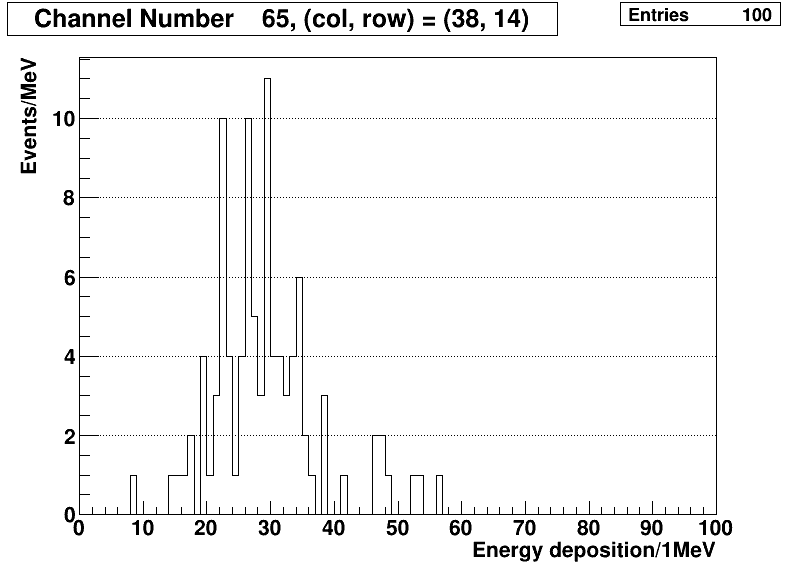 Channel Number 65, (col, row) = (38, 14)
Entries 100
Events/MeV
10
8
6
4
2
0
0 10 20 30 40 50 60 70 80 90 100
Energy deposition/1MeV